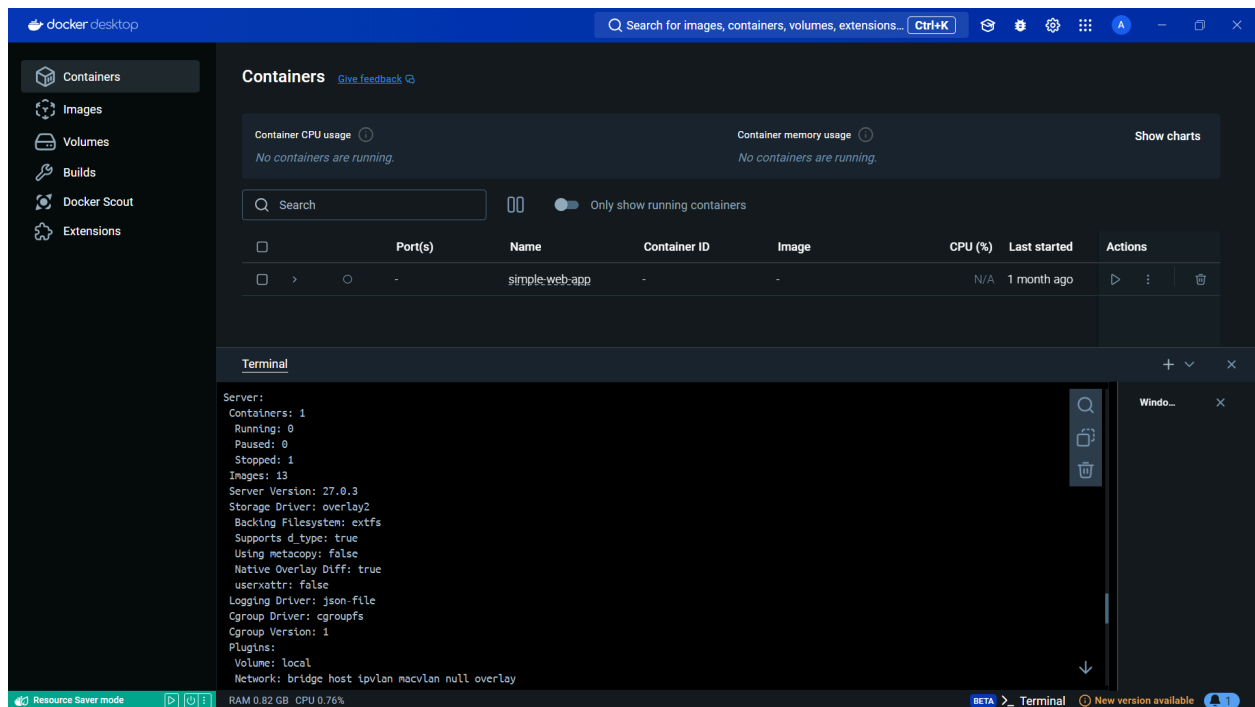 docker desktop
Search for images, containers, volumes, extensions... Ctrl+K
A
Containers
Images
Volumes
Builds
Docker Scout
Extensions
Containers Give feedback
Container CPU usage
No containers are running.
Container memory usage
No containers are running.
Show charts
Search
Only show running containers
Port(s) Name Container ID Image CPU (%) Last started Actions
- simple-web-app - - N/A 1 month ago
Terminal
Server:
Containers: 1
Running: 0
Paused: 0
Stopped: 1
Images: 13
Server Version: 27.0.3
Storage Driver: overlay2
Backing Filesystem: extfs
Supports d_type: true
Using metacopy: false
Native Overlay Diff: true
userxattr: false
Logging Driver: json-file
Cgroup Driver: cgroupfs
Cgroup Version: 1
Plugins:
Volume: local
Network: bridge host ipvlan macvlan null overlay
Windo...
Resource Saver mode
RAM 0.82 GB CPU 0.76%
BETA >_ Terminal
New version available
1